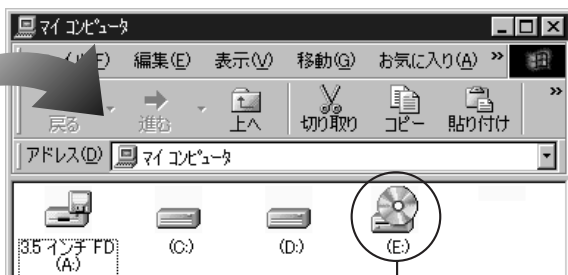 マイ コンピュータ
編集(E) 表示(V) 移動(G) お気に入り(A) »
戻る 進む 上へ 切り取り コピー 貼り付け »
アドレス(D) マイ コンピュータ
3.5 インチ FD (C:) (D:) (E:)
(A:)